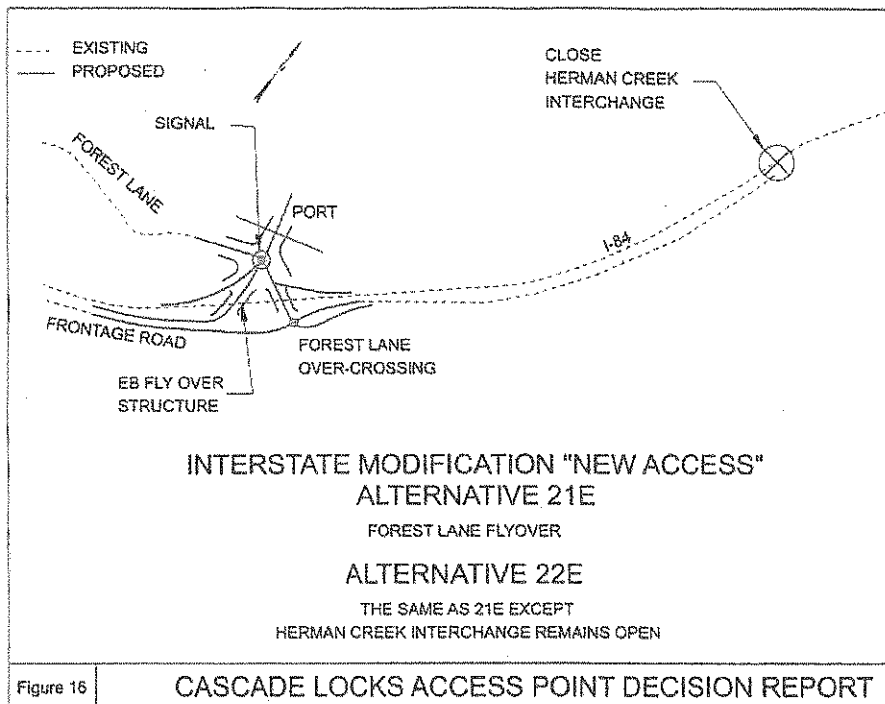 EXISTING
PROPOSED
CLOSE
HERMAN CREEK
INTERCHANGE
SIGNAL
FOREST LANE
PORT
I-84
FRONTAGE ROAD
FOREST LANE
OVER-CROSSING
EB FLY OVER
STRUCTURE
INTERSTATE MODIFICATION "NEW ACCESS"
ALTERNATIVE 21E
FOREST LANE FLYOVER
ALTERNATIVE 22E
THE SAME AS 21E EXCEPT
HERMAN CREEK INTERCHANGE REMAINS OPEN
Figure 16
CASCADE LOCKS ACCESS POINT DECISION REPORT